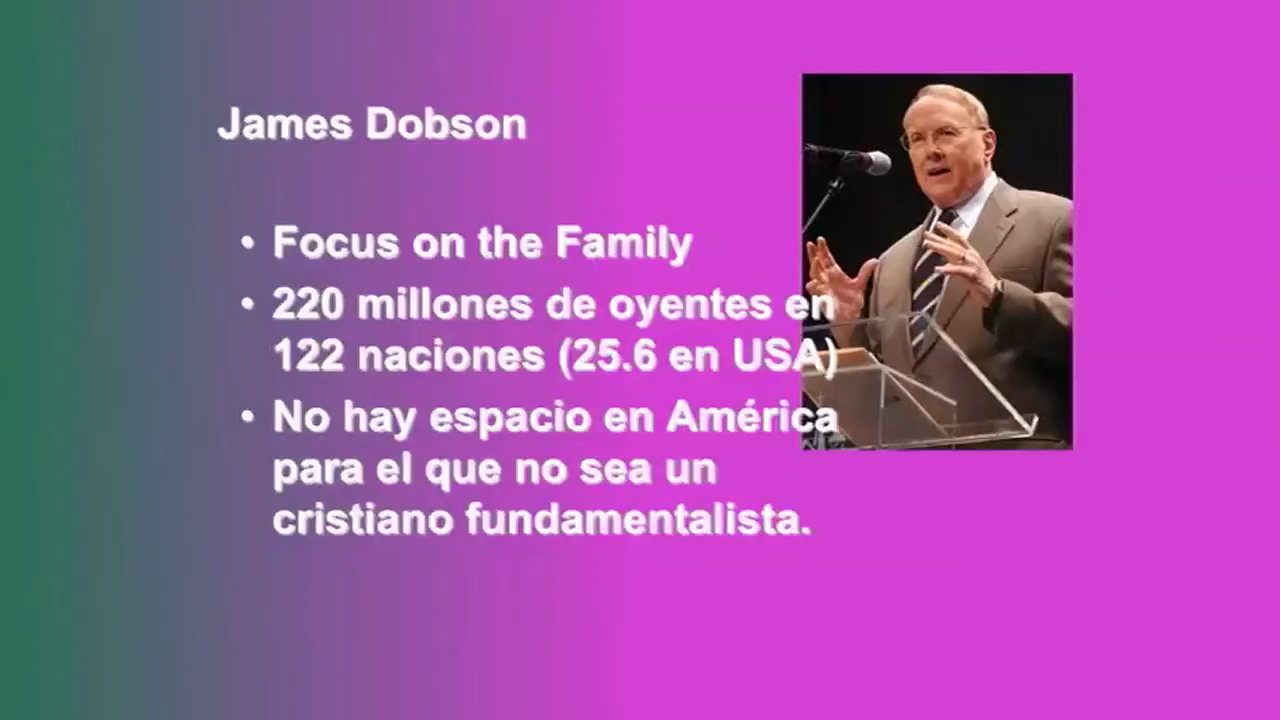 James Dobson
• Focus on the Family
• 220 millones de oyentes en
122 naciones (25.6 en USA)
• No hay espacio en América
para el que no sea un
cristiano fundamentalista.